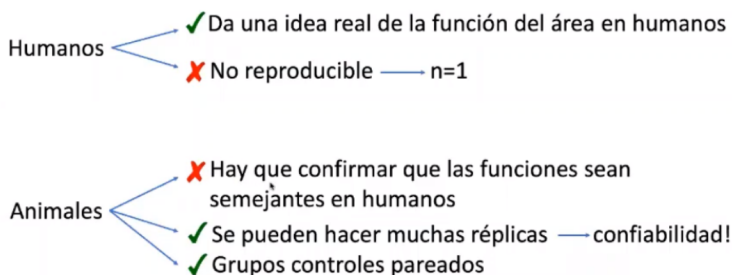 Da una idea real de la función del área en humanos
Humanos
No reproducible n=1
Hay que confirmar que las funciones sean
semejantes en humanos
Animales
Se pueden hacer muchas réplicas confiabilidad!
Grupos controles pareados